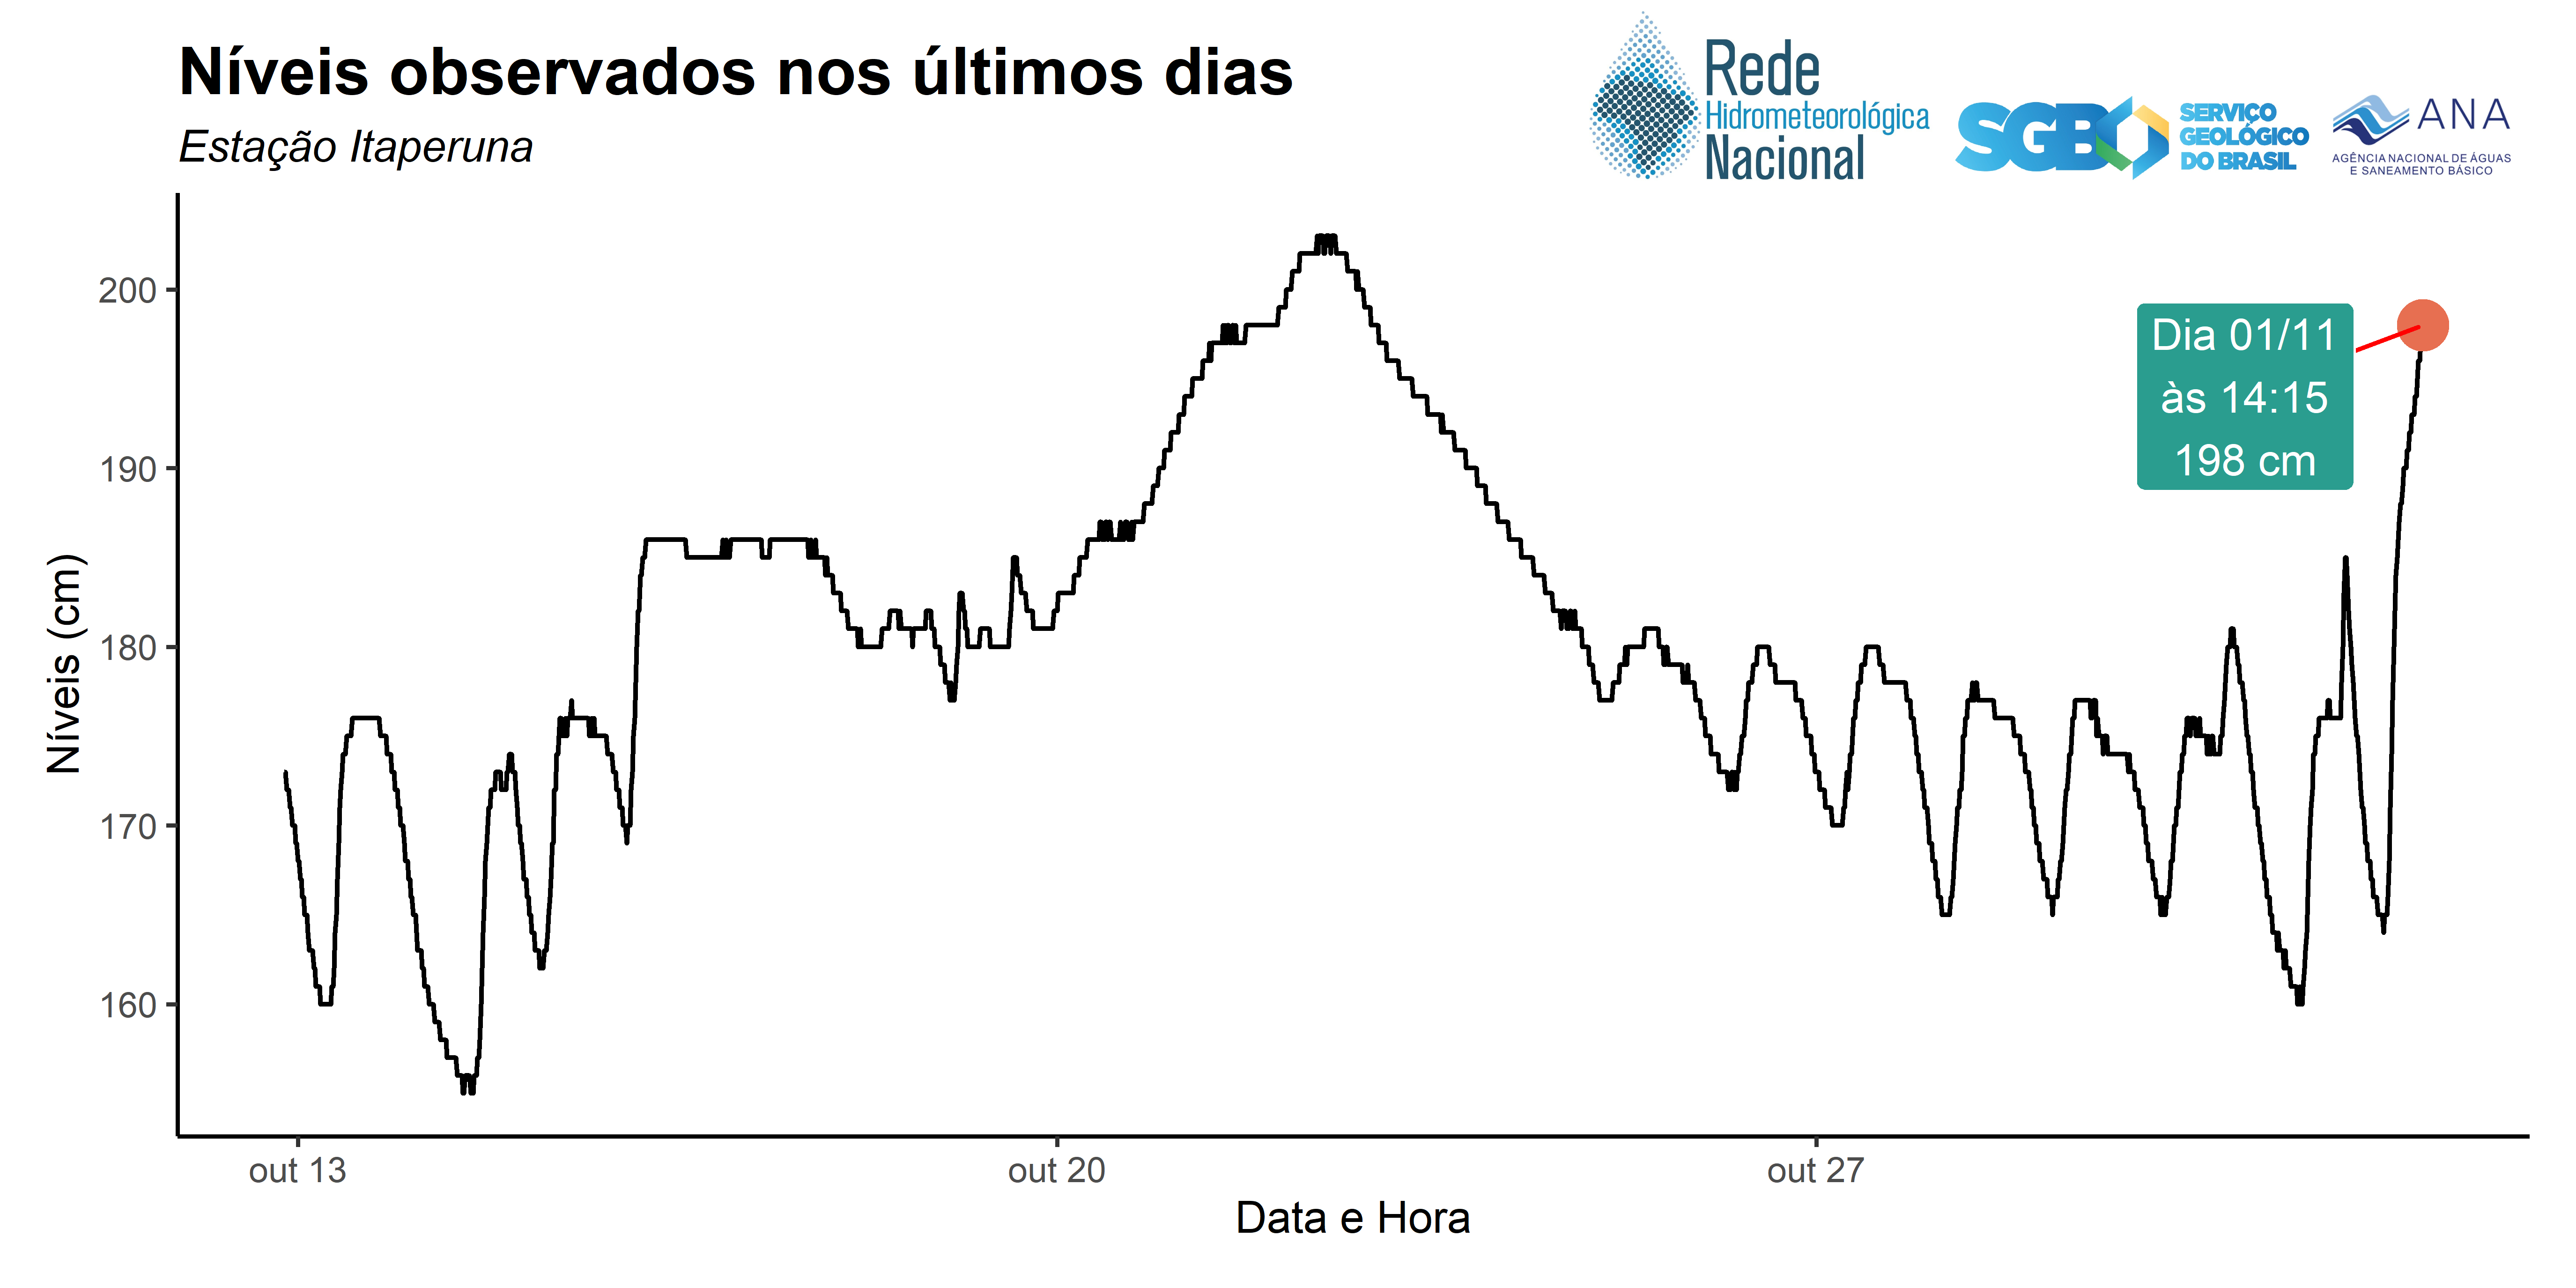 Níveis observados nos últimos dias
Estação Itaperuna
Rede
Hidrometeorológica
Nacional
SGB
SERVIÇO
GEOLÓGICO
DO BRASIL
ANA
AGÊNCIA NACIONAL DE ÁGUAS
E SANEAMENTO BÁSICO
Níveis (cm)
200
190
180
170
160
Dia 01/11
às 14:15
198 cm
out 13
out 20
out 27
Data e Hora